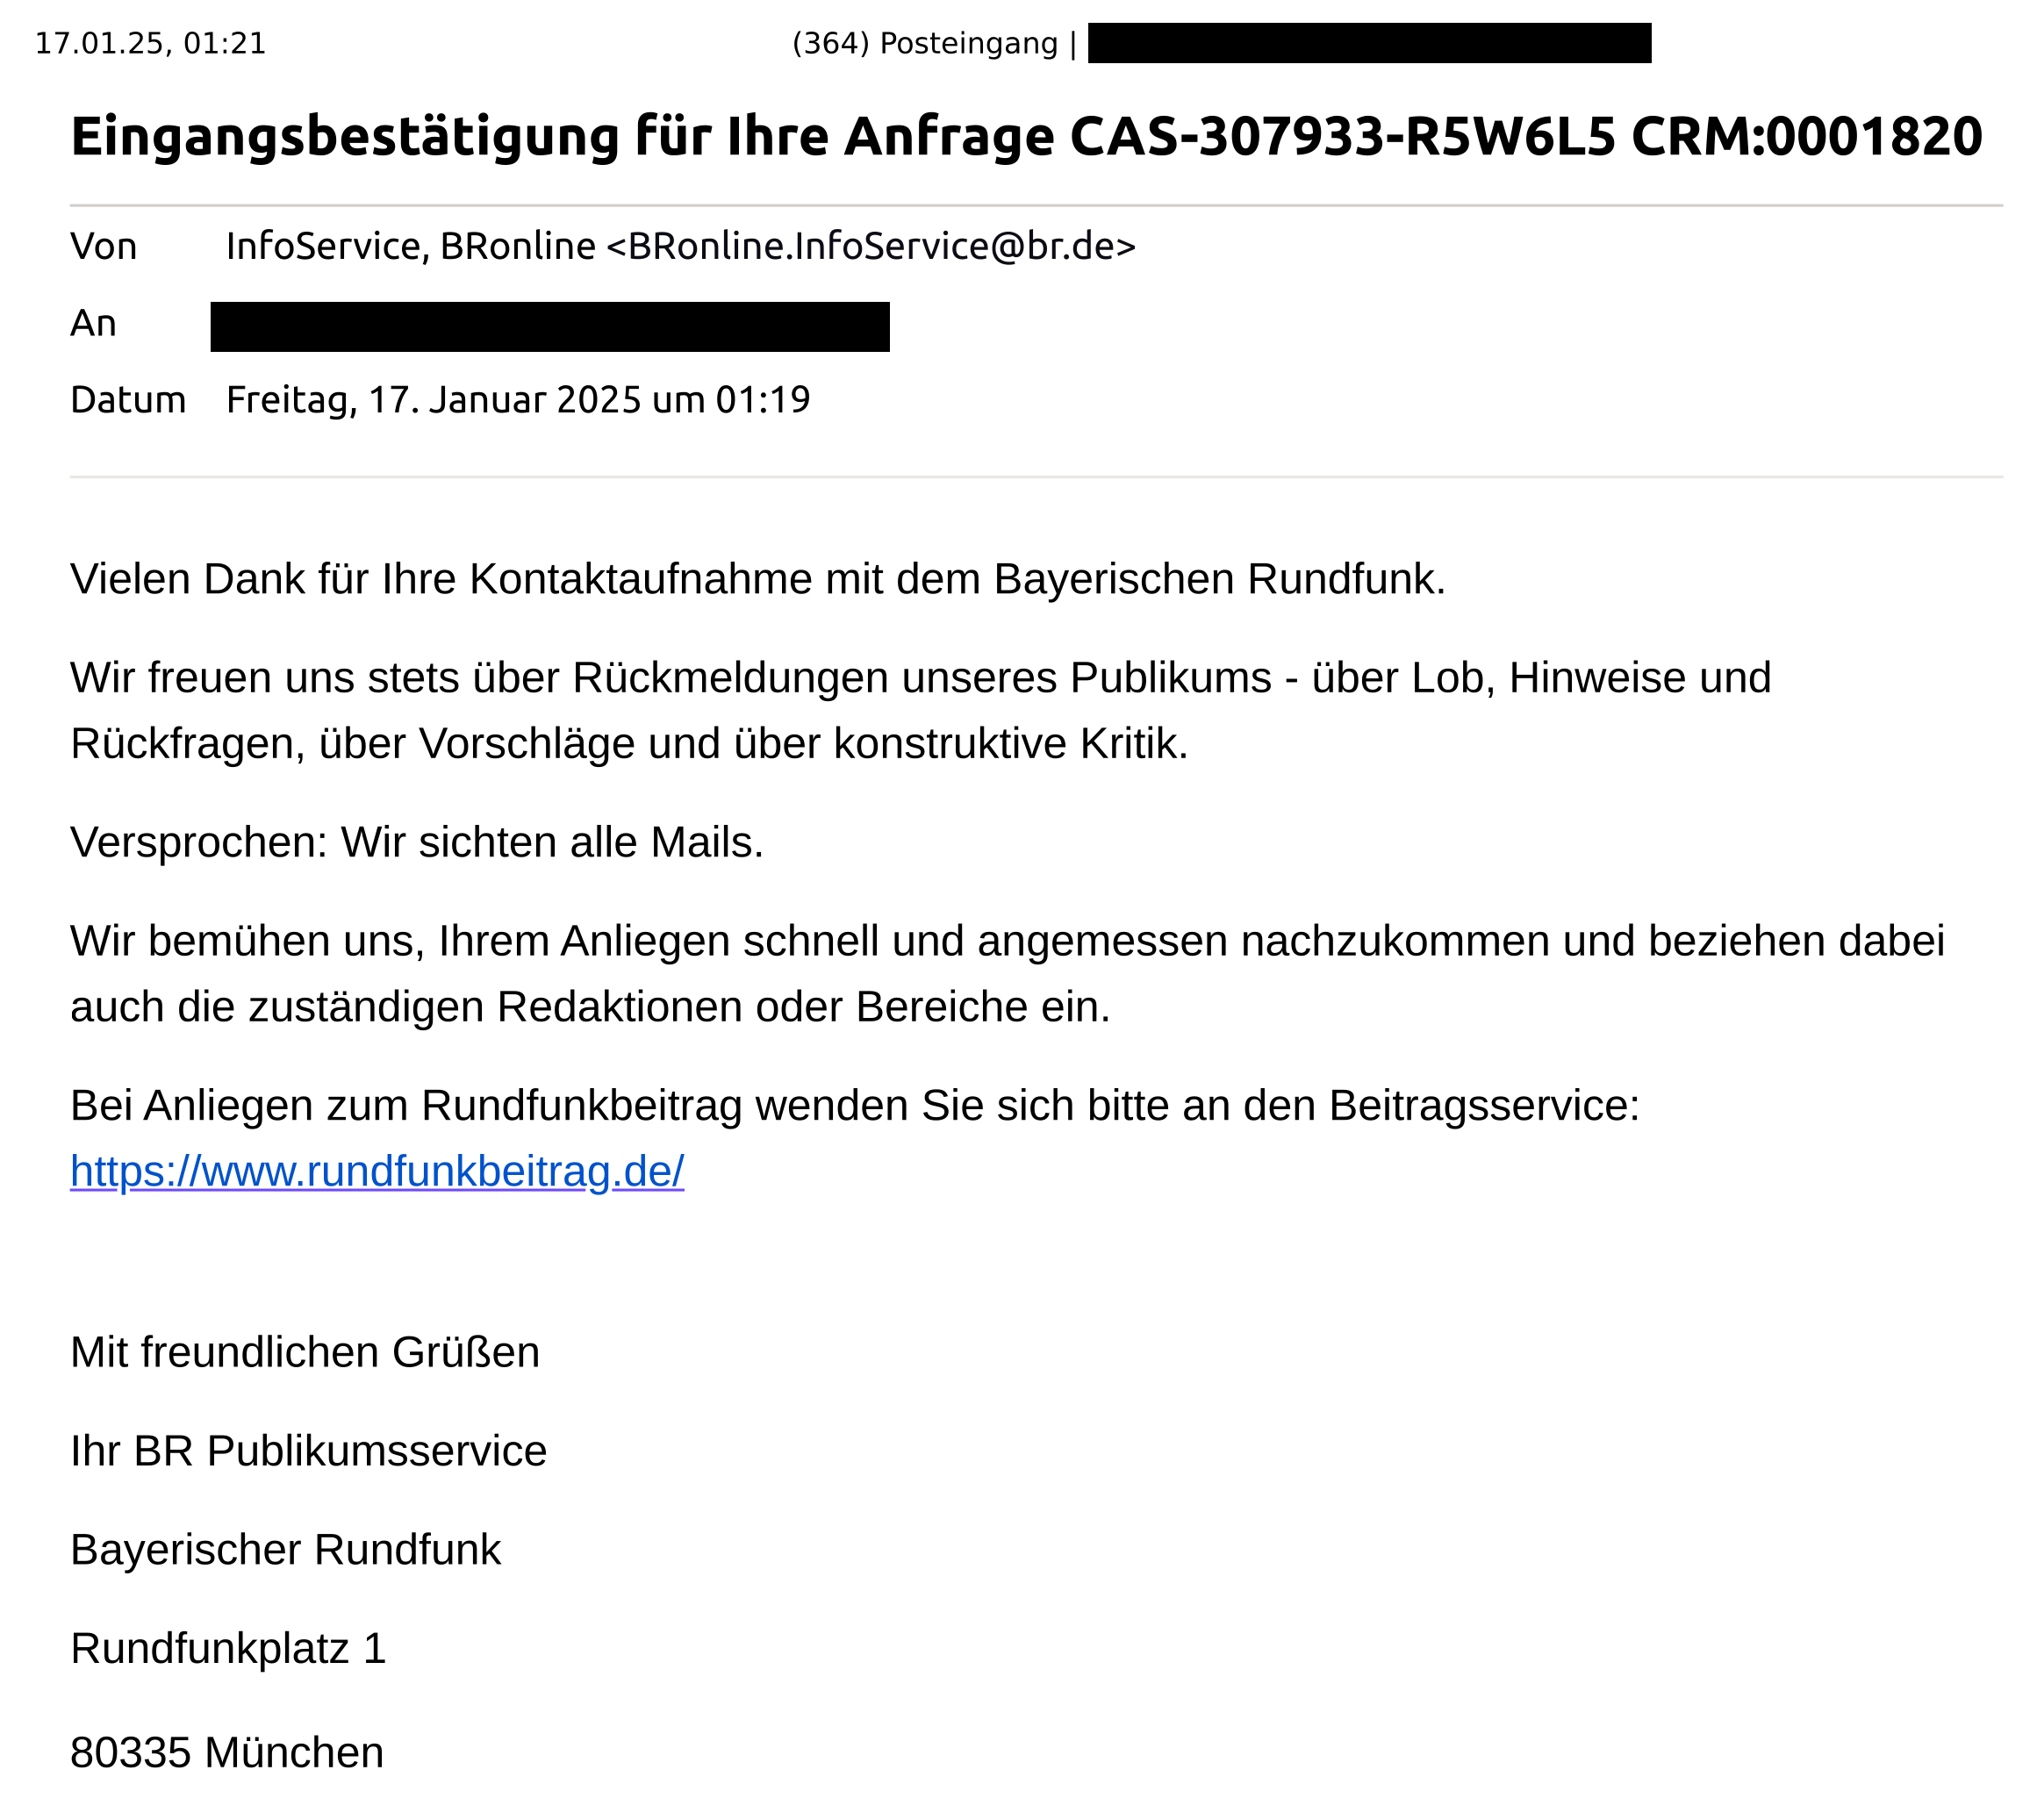 17.01.25, 01:21 (364) Posteingang |
Eingangsbestätigung für Ihre Anfrage CAS-307933-R5W6L5 CRM:0001820
Von InfoService, BRonline <BRonline.InfoService@br.de>
An
Datum Freitag, 17. Januar 2025 um 01:19
Vielen Dank für Ihre Kontaktaufnahme mit dem Bayerischen Rundfunk.
Wir freuen uns stets über Rückmeldungen unseres Publikums - über Lob, Hinweise und
Rückfragen, über Vorschläge und über konstruktive Kritik.
Versprochen: Wir sichten alle Mails.
Wir bemühen uns, Ihrem Anliegen schnell und angemessen nachzukommen und beziehen dabei
auch die zuständigen Redaktionen oder Bereiche ein.
Bei Anliegen zum Rundfunkbeitrag wenden Sie sich bitte an den Beitragsservice:
https://www.rundfunkbeitrag.de/
Mit freundlichen Grüßen
Ihr BR Publikumsservice
Bayerischer Rundfunk
Rundfunkplatz 1
80335 München